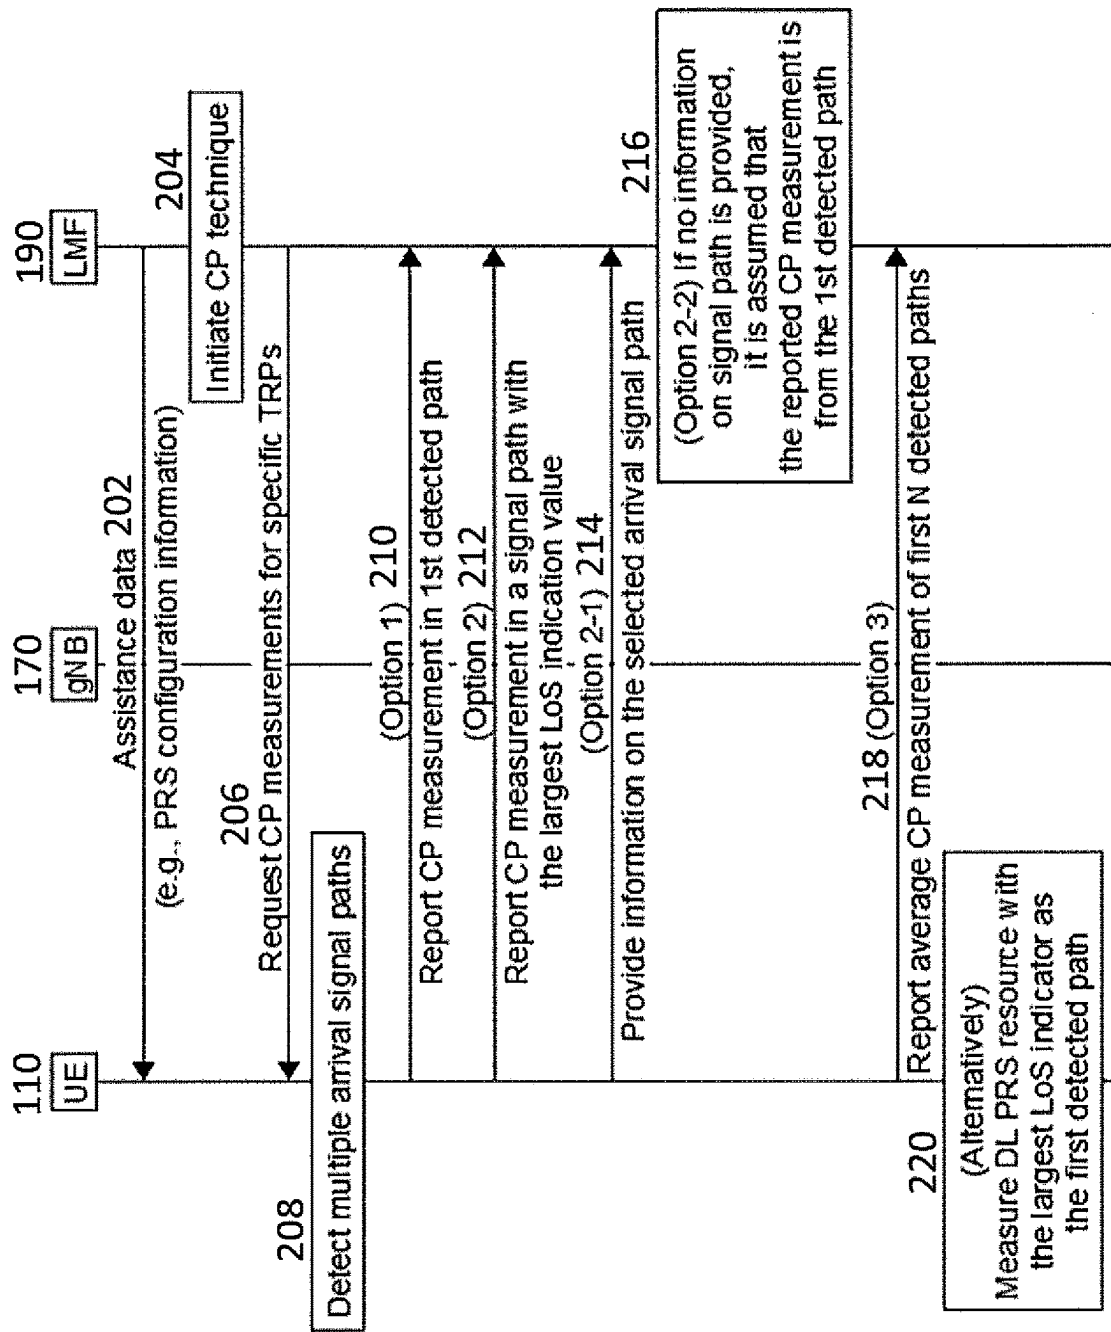 110
UE
170
gNB
190
LMF
Assistance data 202
(e.g., PRS configuration information)
204
Initiate CP technique
206
Request CP measurements for specific TRPs
208
Detect multiple arrival signal paths
(Option 1) 210
Report CP measurement in 1st detected path
(Option 2) 212
Report CP measurement in a signal path with
the largest LoS indication value
(Option 2-1) 214
Provide information on the selected arrival signal path
216
(Option 2-2) If no information
on signal path is provided,
it is assumed that
the reported CP measurement is
from the 1st detected path
218 (Option 3)
Report average CP measurement of first N detected paths
220
(Alternatively)
Measure DL PRS resource with
the largest LoS indicator as
the first detected path